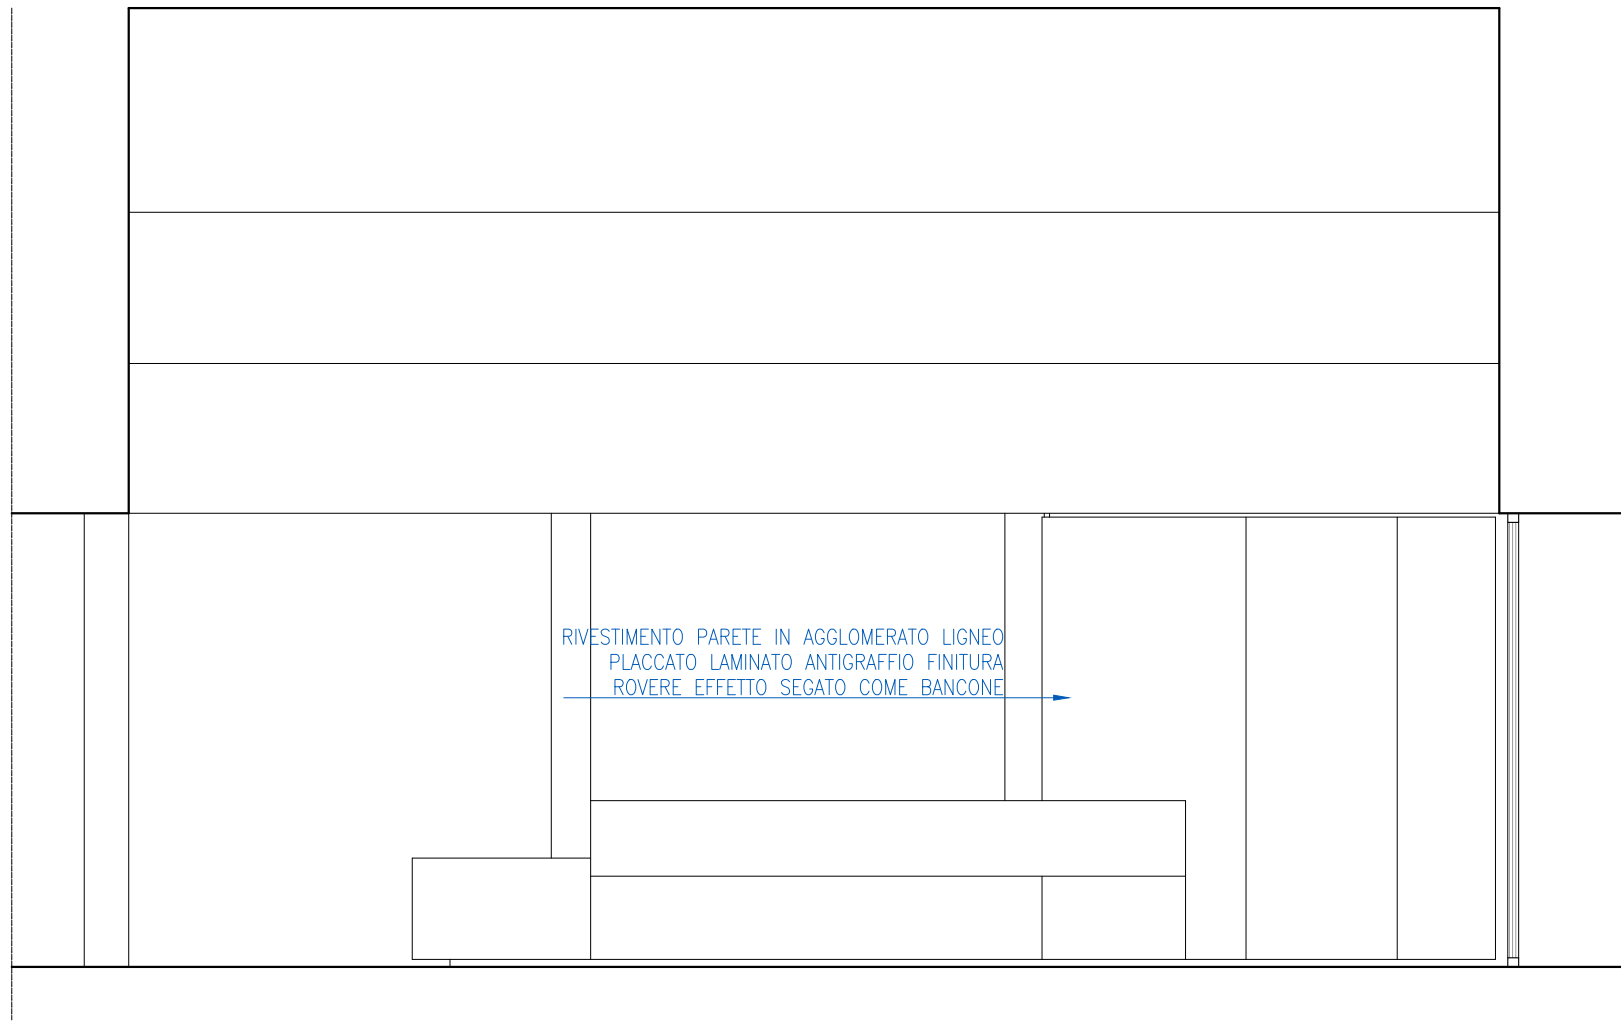 RIVESTIMENTO PARETE IN AGGLOMERATO LIGNEO
PLACCATO LAMINATO ANTIGRAFFIO FINITURA
ROVERE EFFETTO SEGATO COME BANCONE